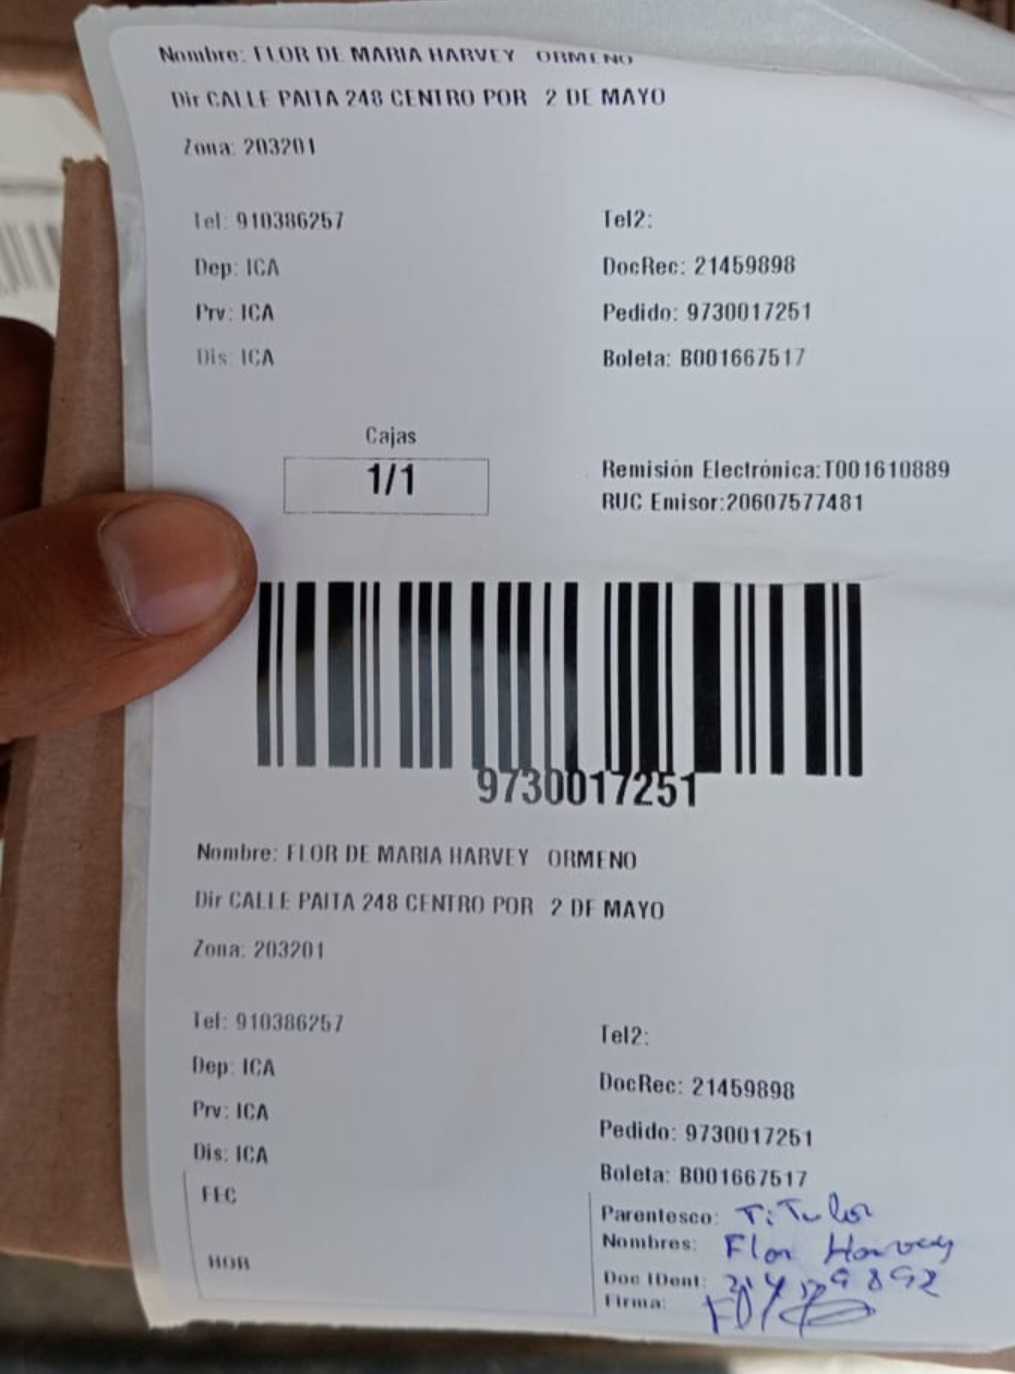 Nombre: FLOR DE MARIA HARVEY ORMENO
Dir CALLE PAITA 248 CENTRO POR 2 DE MAYO
Zona: 203201
Tel: 910386257 Tel2:
Dep: ICA DocRec: 21459898
Prv: ICA Pedido: 9730017251
Dis: ICA Boleta: B001667517
Cajas
1/1
Remisión Electrónica:T001610889
RUC Emisor:20607577481
9730017251
Nombre: FLOR DE MARIA HARVEY ORMENO
Dir CALLE PAITA 248 CENTRO POR 2 DE MAYO
Zona: 203201
Tel: 910386257 Tel2:
Dep: ICA DocRec: 21459898
Prv: ICA Pedido: 9730017251
Dis: ICA Boleta: B001667517
FEC
HOR
Parentesco: TiTular
Nombres: Flor Harvey
Doc IDent:
Firma: